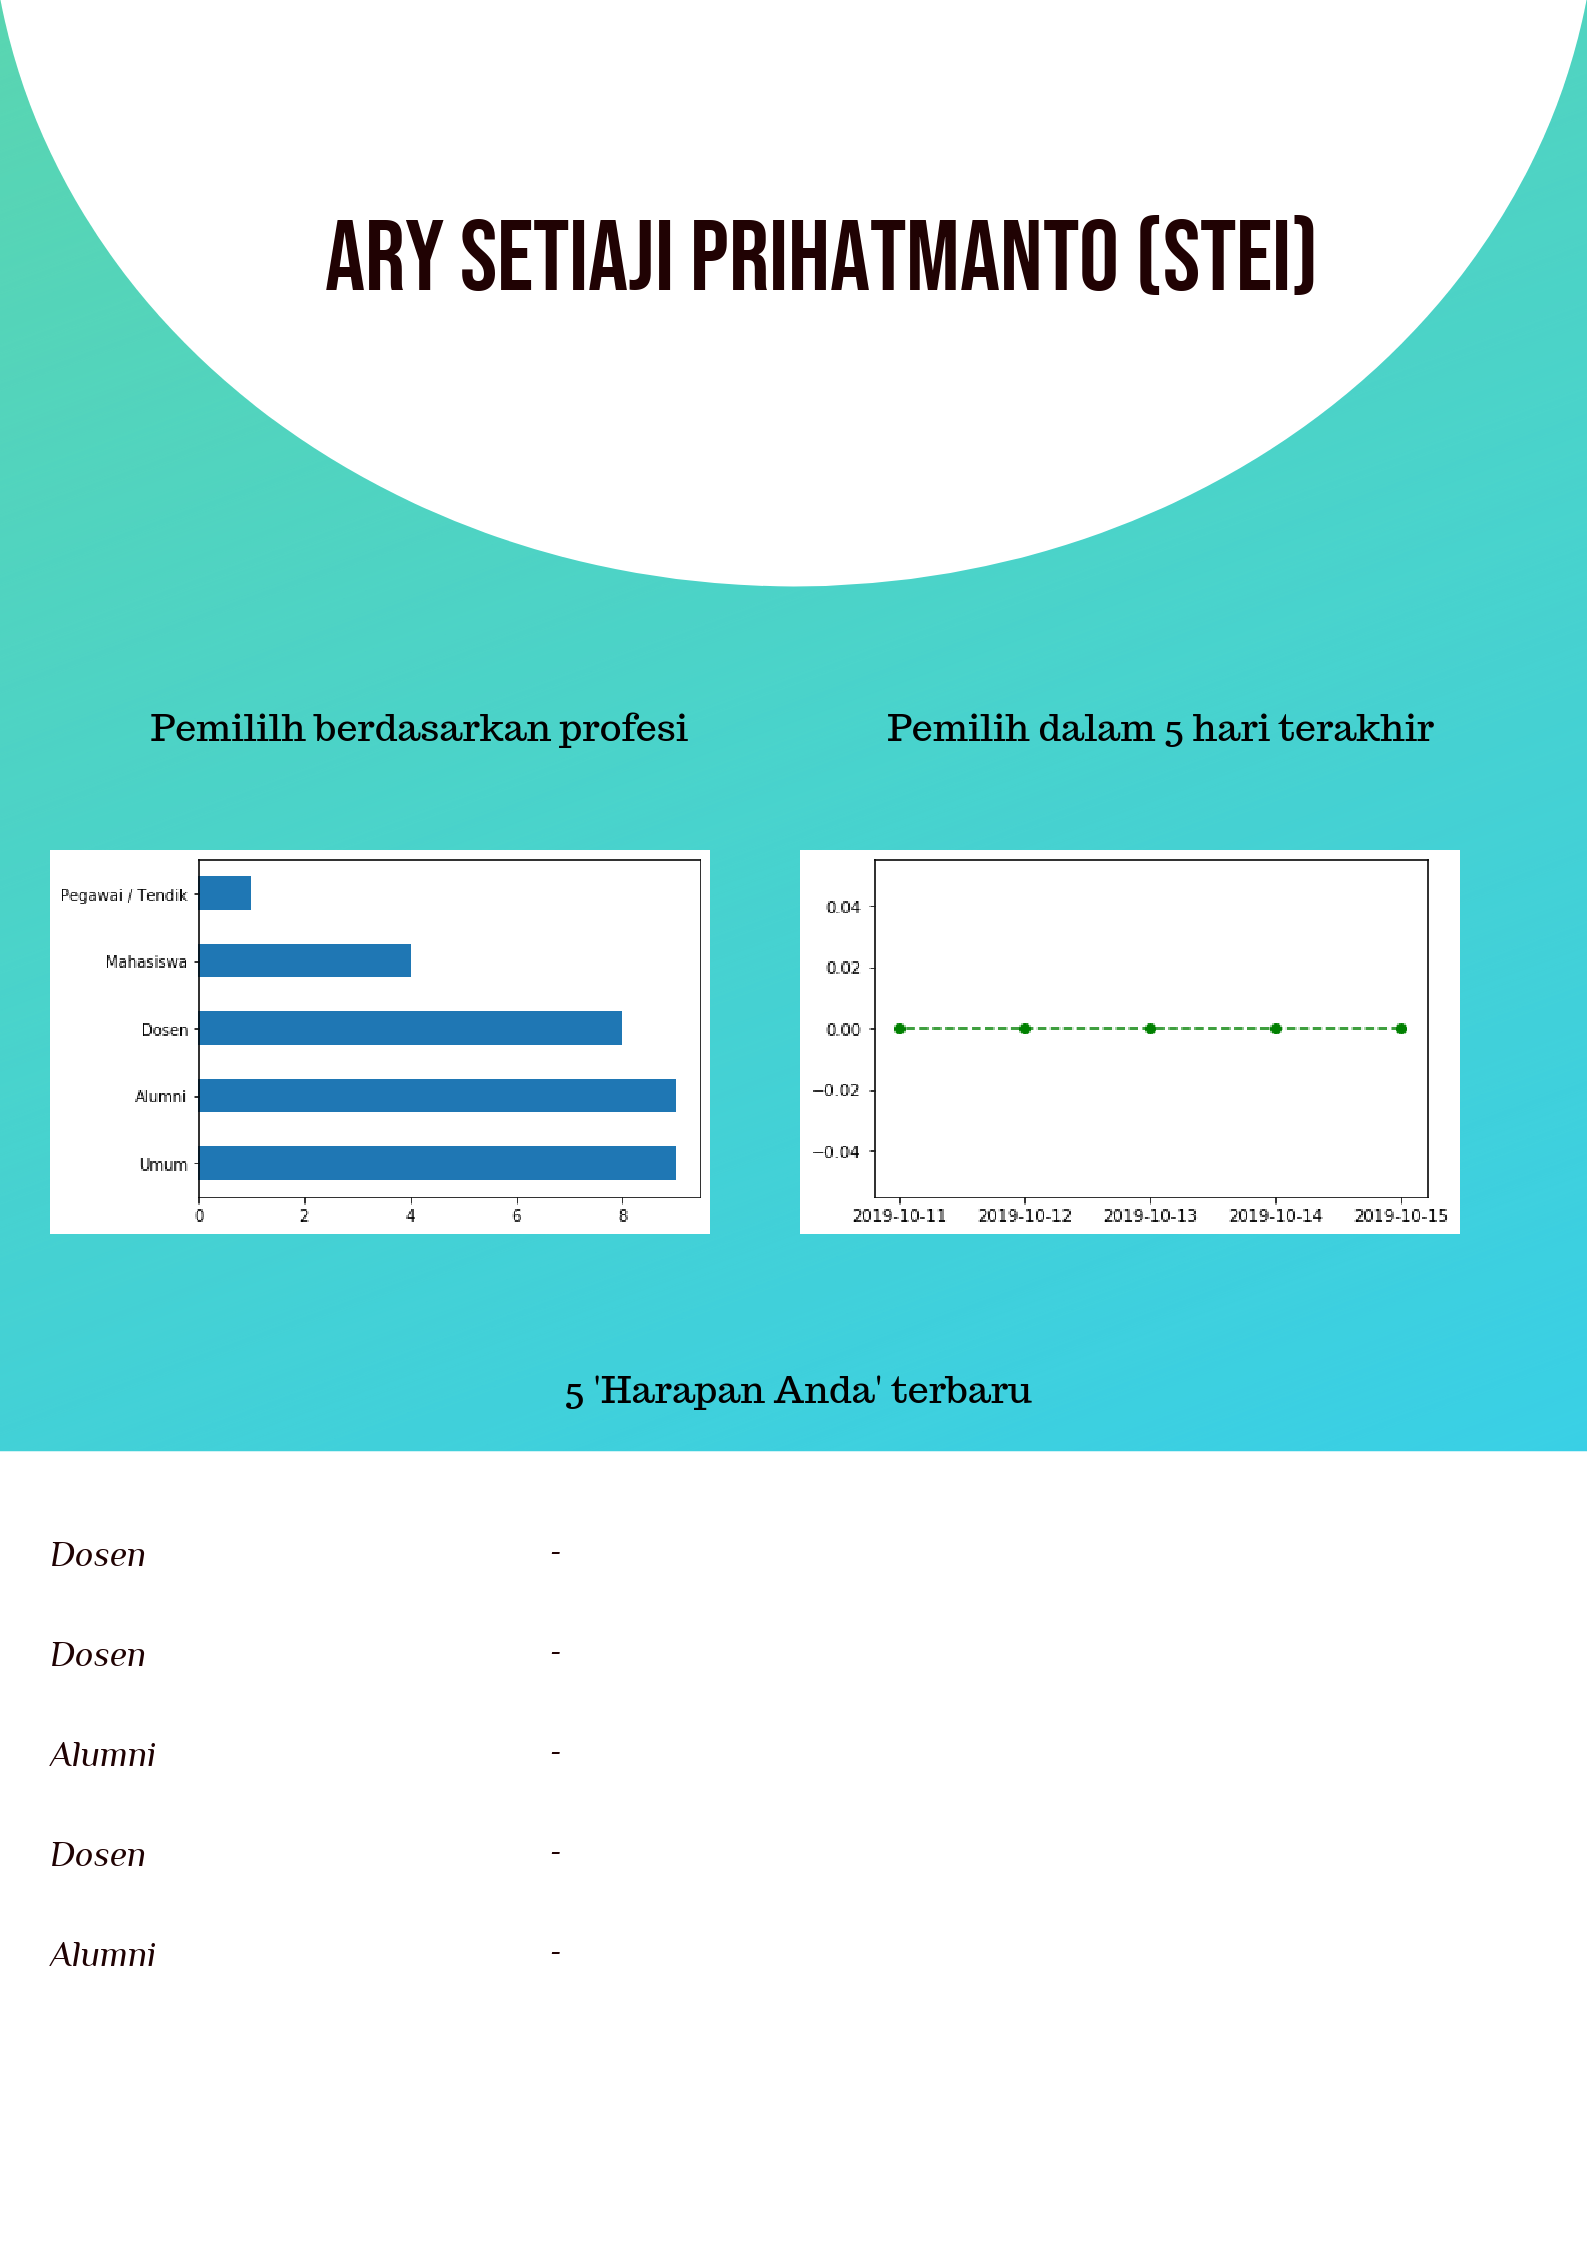 ARY SETIAJI PRIHATMANTO (STEI)
Pemililh berdasarkan profesi
Pemilih dalam 5 hari terakhir
Pegawai / Tendik
Mahasiswa
Dosen
Alumni
Umum
0 2 4 6 8
0.04
0.02
0.00
−0.02
−0.04
2019-10-11 2019-10-12 2019-10-13 2019-10-14 2019-10-15
5 'Harapan Anda' terbaru
Dosen -
Dosen -
Alumni -
Dosen -
Alumni -